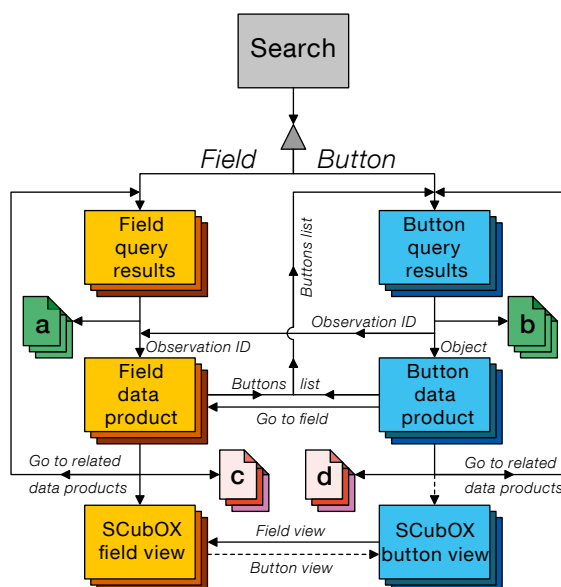 Search
Field
Button
Field
query
results
Button
query
results
Buttons list
a
b
Observation ID
Observation ID
Object
Field
data
product
Buttons list
Go to field
Button
data
product
Go to related
data products
c
d
Go to related
data products
SCubOX
field view
Field view
Button view
SCubOX
button view